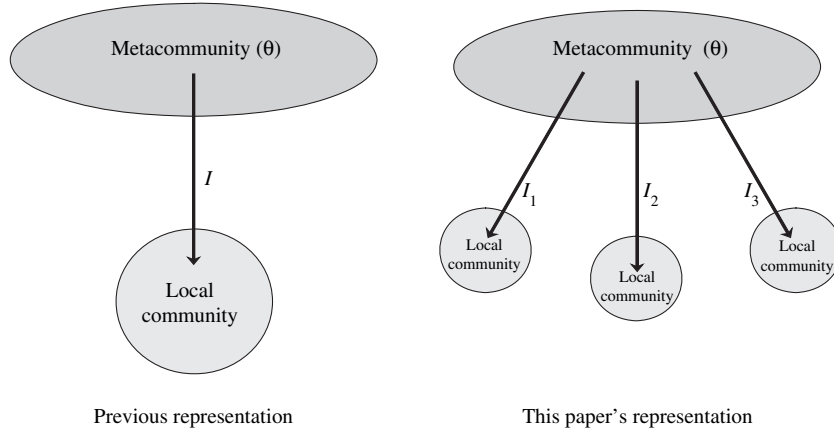 Metacommunity (θ)
I
Local
community
Previous representation
Metacommunity (θ)
I1
I2
I3
Local
community
Local
community
Local
community
This paper's representation